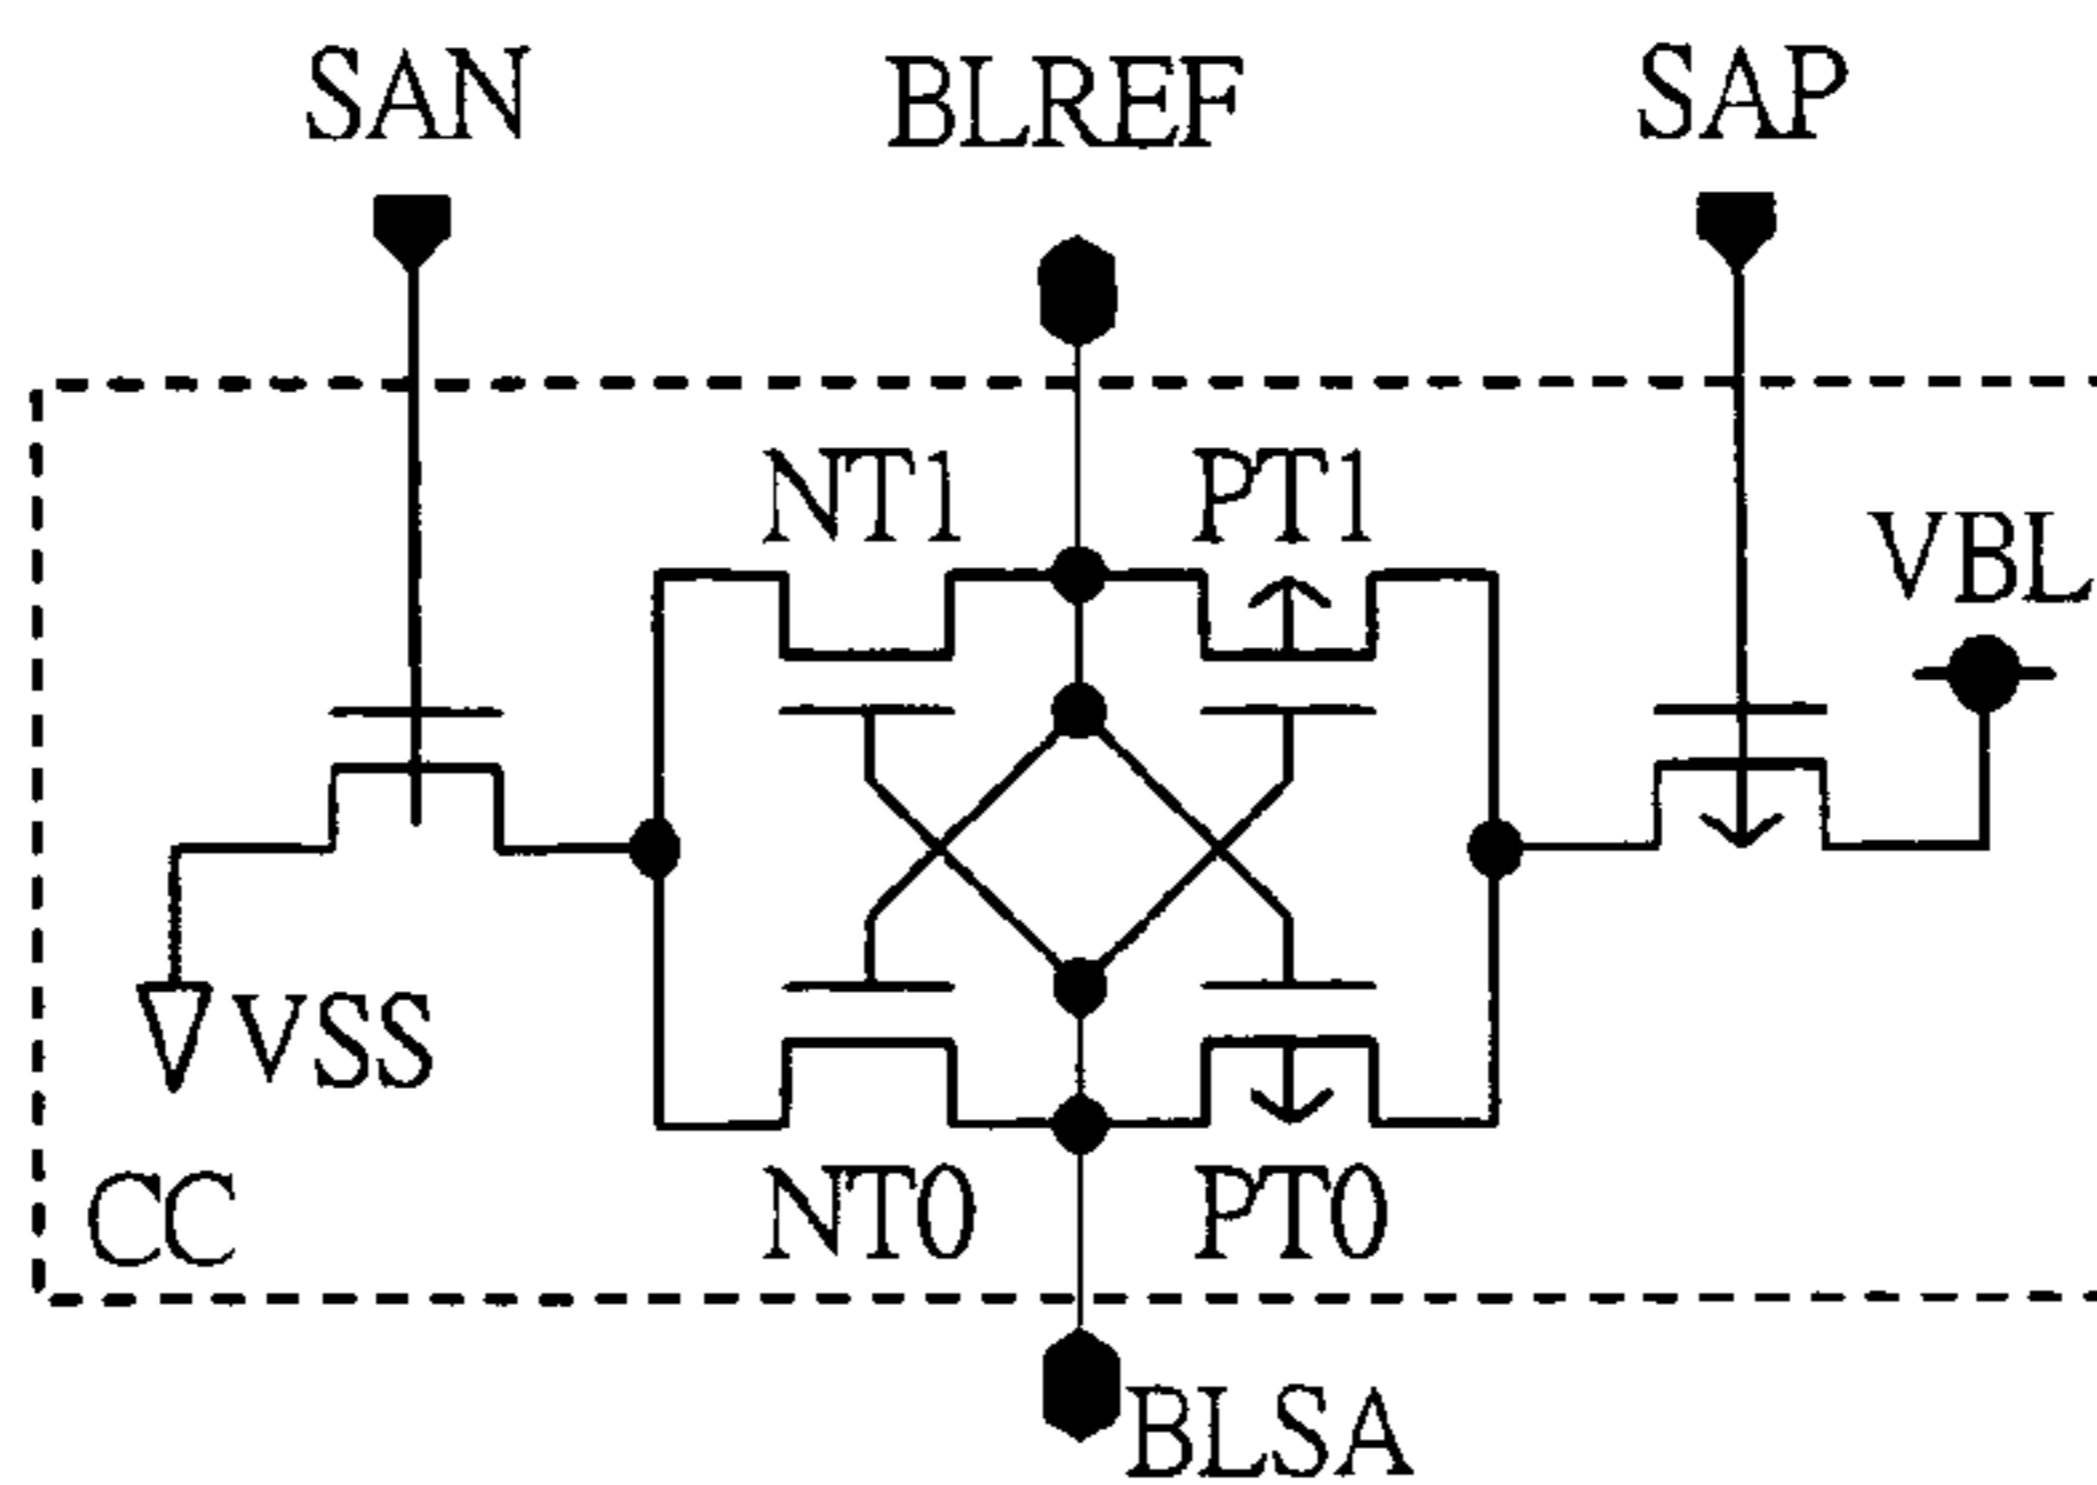 SAN
BLREF
SAP
NT1
PT1
VBL
VSS
CC
NT0
PT0
BLSA